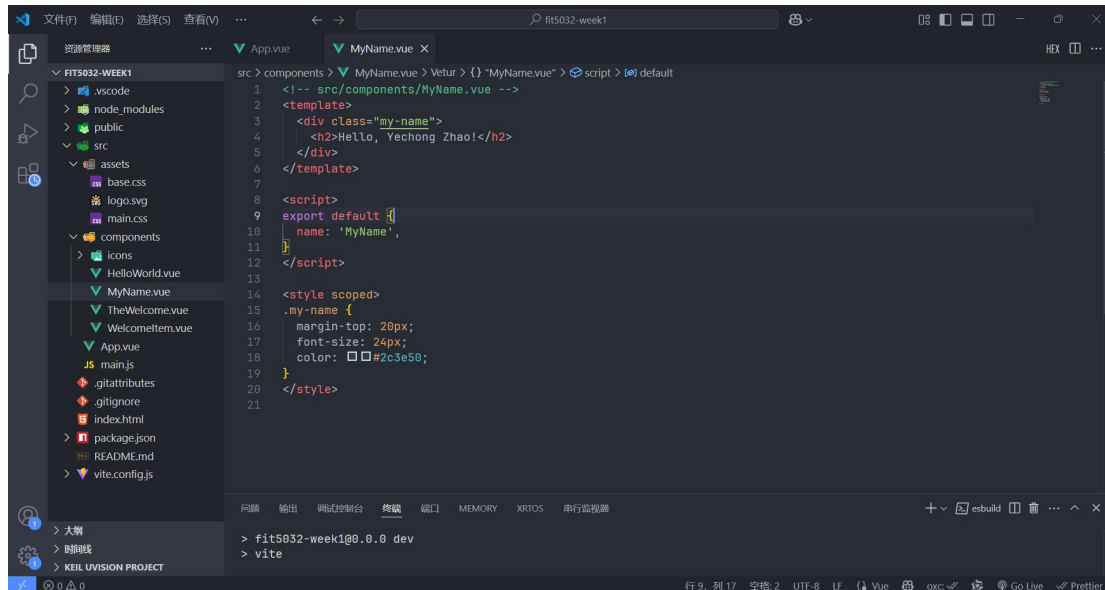 文件(F) 编辑(E) 选择(S) 查看(V) ··· fit5032-week1
资源管理器 ···
FIT5032-WEEK1
.vscode
node_modules
public
src
assets
base.css
logo.svg
main.css
components
icons
HelloWorld.vue
MyName.vue
TheWelcome.vue
WelcomeItem.vue
App.vue
JS main.js
.gitattributes
.gitignore
index.html
package.json
README.md
vite.config.js
大纲
时间线
KEIL UVISION PROJECT
App.vue MyName.vue HEX ···
src > components > MyName.vue > Vetur > {} "MyName.vue" > script > default
1 <!-- src/components/MyName.vue -->
2 <template>
3 <div class="my-name">
4 <h2>Hello, Yechong Zhao!</h2>
5 </div>
6 </template>
7
8 <script>
9 export default {
10 name: 'MyName',
11 }
12 </script>
13
14 <style scoped>
15 .my-name {
16 margin-top: 20px;
17 font-size: 24px;
18 color: #2c3e50;
19 }
20 </style>
21
问题 输出 调试控制台 终端 端口 MEMORY XRTOS 串行监视器 esbuild ···
> fit5032-week1@0.0.0 dev
> vite
0 0 行 9，列 17 空格: 2 UTF-8 LF Vue oxc: Go Live Prettier